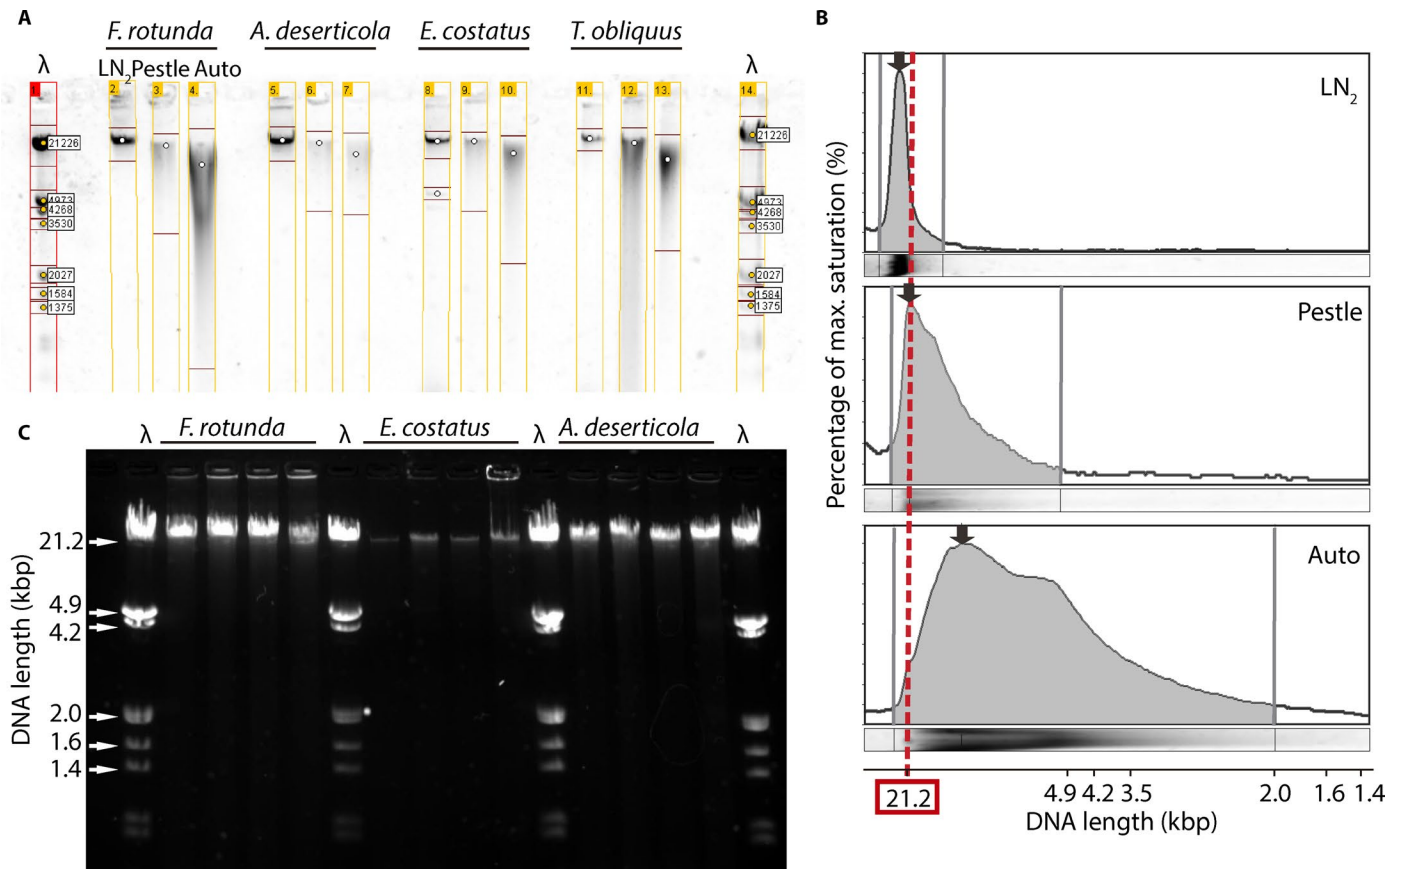 A
F. rotunda
A. deserticola
E. costatus
T. obliquus
λ
LN2 Pestle Auto
λ
1.
2.
3.
4.
5.
6.
7.
8.
9.
10.
11.
12.
13.
14.
21226
4973
4268
3530
2027
1584
1375
21226
4973
4268
3530
2027
1584
1375
B
Percentage of max. saturation (%)
LN2
Pestle
Auto
21.2
4.9 4.2 3.5 2.0 1.6 1.4
DNA length (kbp)
C
λ F. rotunda λ E. costatus λ A. deserticola λ
DNA length (kbp)
21.2
4.9
4.2
2.0
1.6
1.4